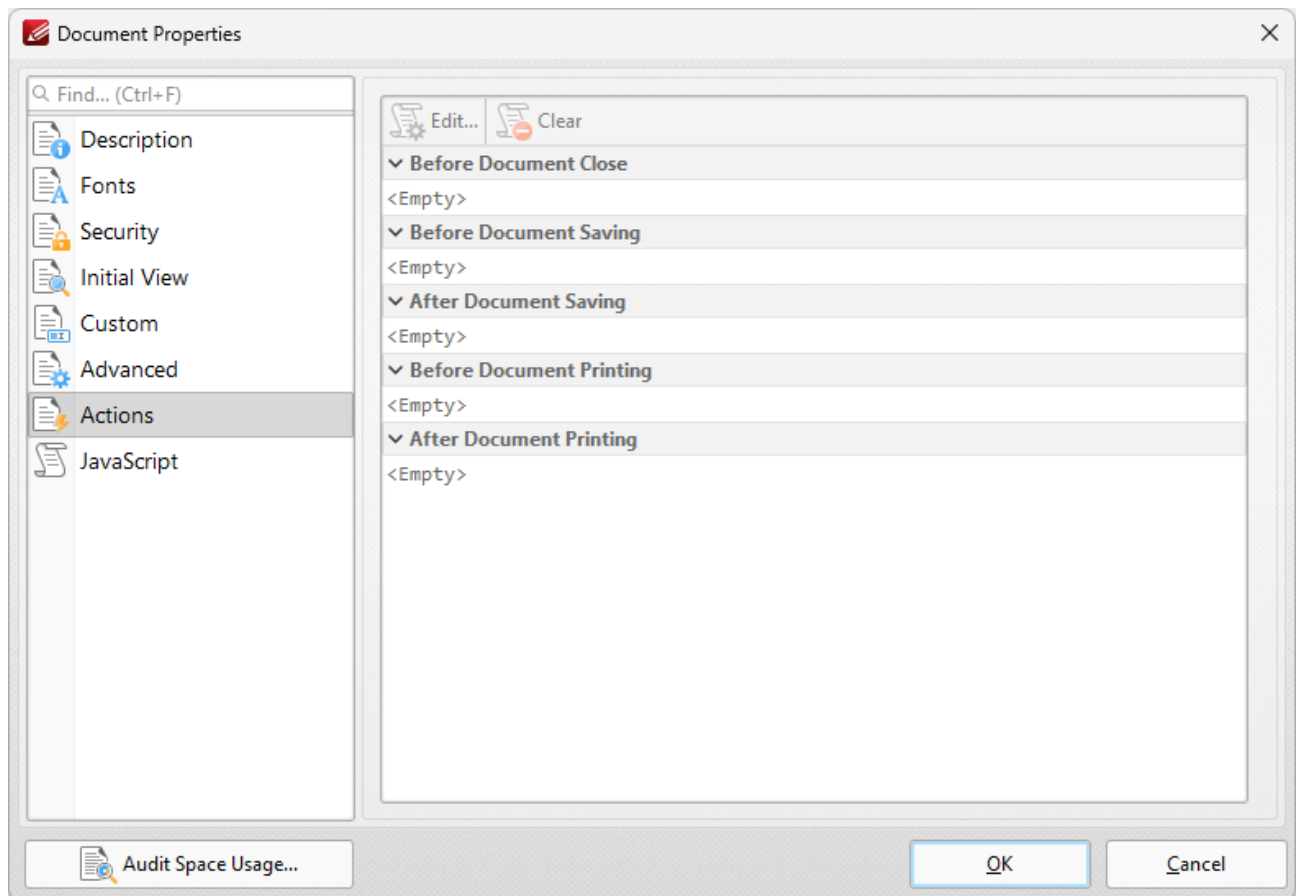 Document Properties
Find... (Ctrl+F)
Description
Fonts
Security
Initial View
Custom
Advanced
Actions
JavaScript
Edit...
Clear
Before Document Close
<Empty>
Before Document Saving
<Empty>
After Document Saving
<Empty>
Before Document Printing
<Empty>
After Document Printing
<Empty>
Audit Space Usage...
OK
Cancel